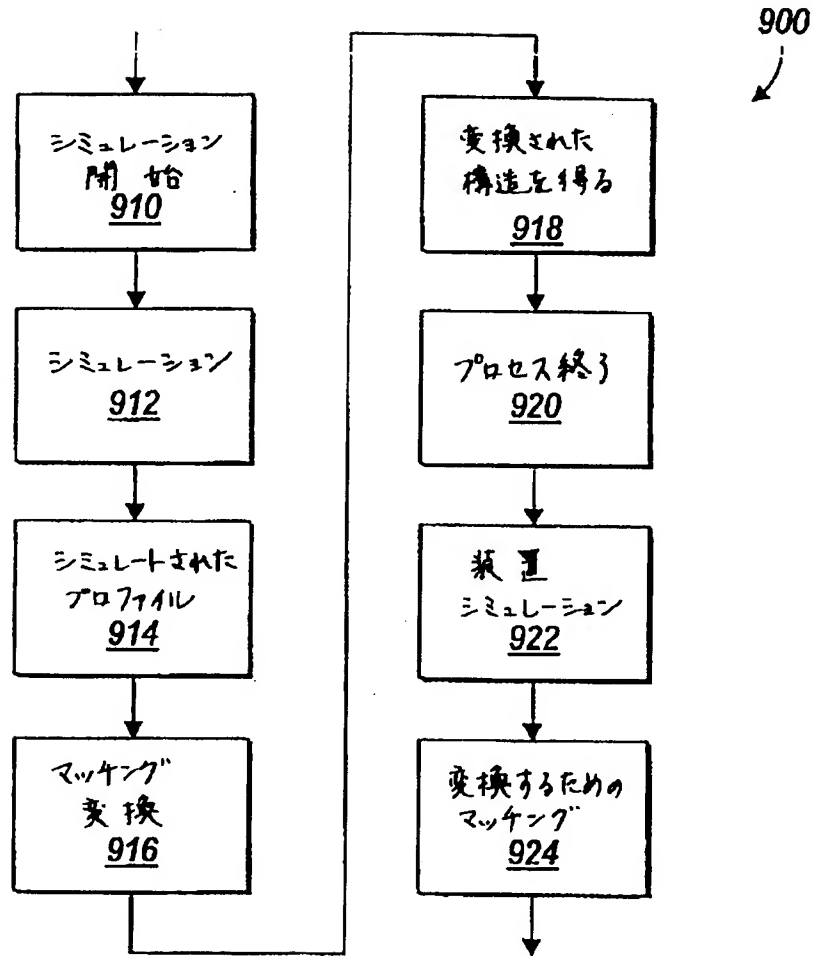 900
シミュレーション
開始
910
シミュレーション
912
シミュレートされた
プロファイル
914
マッチング
変換
916
変換された
構造を得る
918
プロセス終了
920
装置
シミュレーション
922
変換するための
マッチング
924